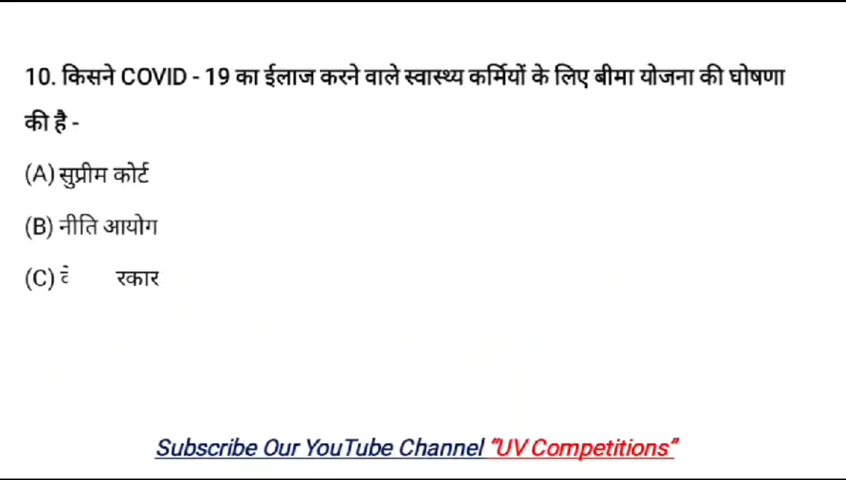 10. किसने COVID - 19 का ईलाज करने वाले स्वास्थ्य कर्मियों के लिए बीमा योजना की घोषणा
की है -
(A) सुप्रीम कोर्ट
(B) नीति आयोग
(C) रकार
Subscribe Our YouTube Channel “UV Competitions”